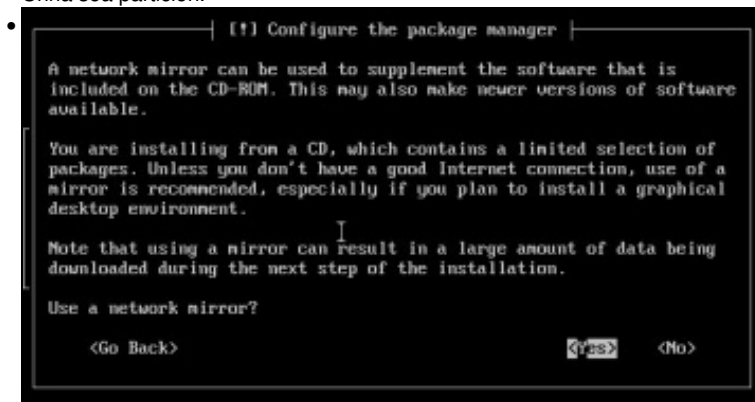 [!] Configure the package manager
A network mirror can be used to supplement the software that is
included on the CD-ROM. This may also make newer versions of software
available.
You are installing from a CD, which contains a limited selection of
packages. Unless you don't have a good Internet connection, use of a
mirror is recommended, especially if you plan to install a graphical
desktop environment.
Note that using a mirror can result in a large amount of data being
downloaded during the next step of the installation.
Use a network mirror?
<Go Back> <Yes> <No>